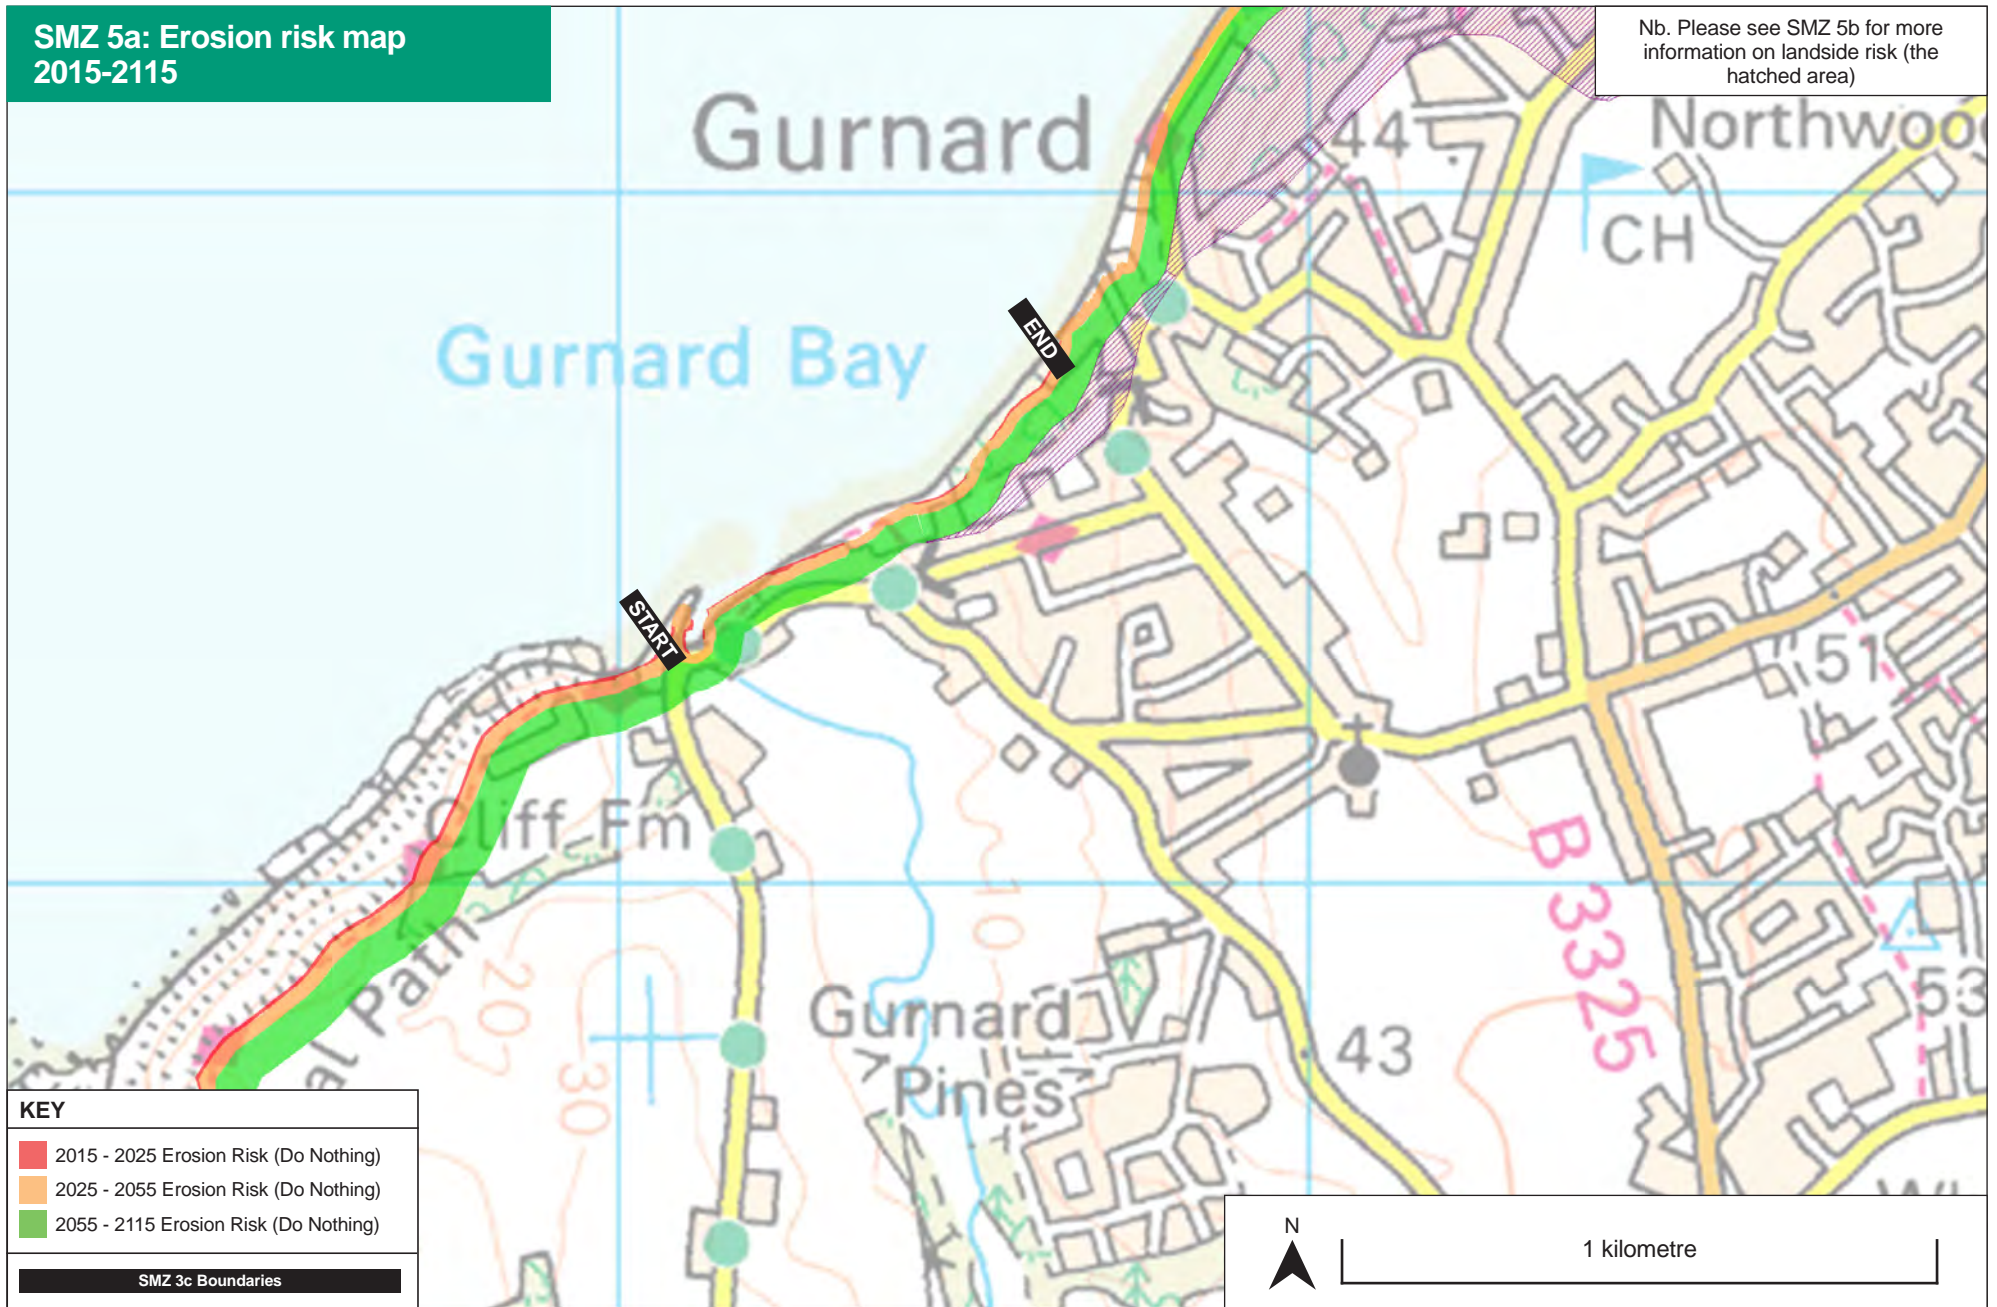 SMZ 5a: Erosion risk map
2015-2115
Nb. Please see SMZ 5b for more
information on landside risk (the
hatched area)
Gurnard
44
Northwoo
CH
Gurnard Bay
END
START
51
Cliff Fm
B 3325
10
20
al Path
30
Gurnard
Pines
43
53
KEY
2015 - 2025 Erosion Risk (Do Nothing)
2025 - 2055 Erosion Risk (Do Nothing)
2055 - 2115 Erosion Risk (Do Nothing)
SMZ 3c Boundaries
N
1 kilometre